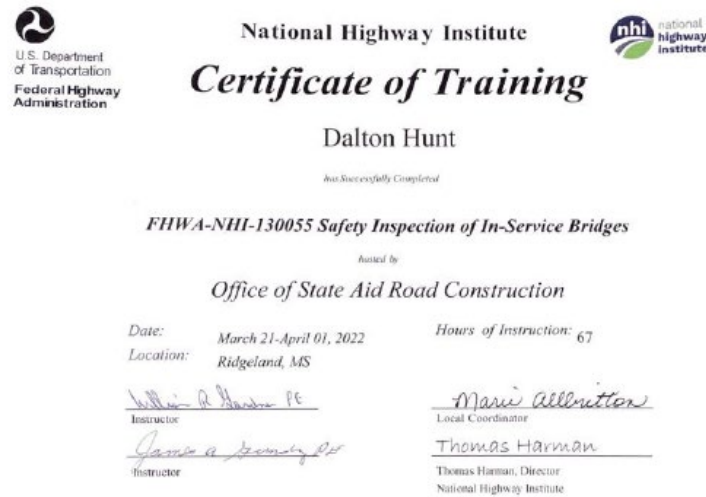 U.S. Department
of Transportation
Federal Highway
Administration
National Highway Institute
nhi national
highway
institute
Certificate of Training
Dalton Hunt
has Successfully Completed
FHWA-NHI-130055 Safety Inspection of In-Service Bridges
hosted by
Office of State Aid Road Construction
Date: March 21-April 01, 2022
Hours of Instruction: 67
Location: Ridgeland, MS
PE
Instructor
Marie Allbritton
Local Coordinator
James A
Instructor
Thomas Harman
Thomas Harman, Director
National Highway Institute